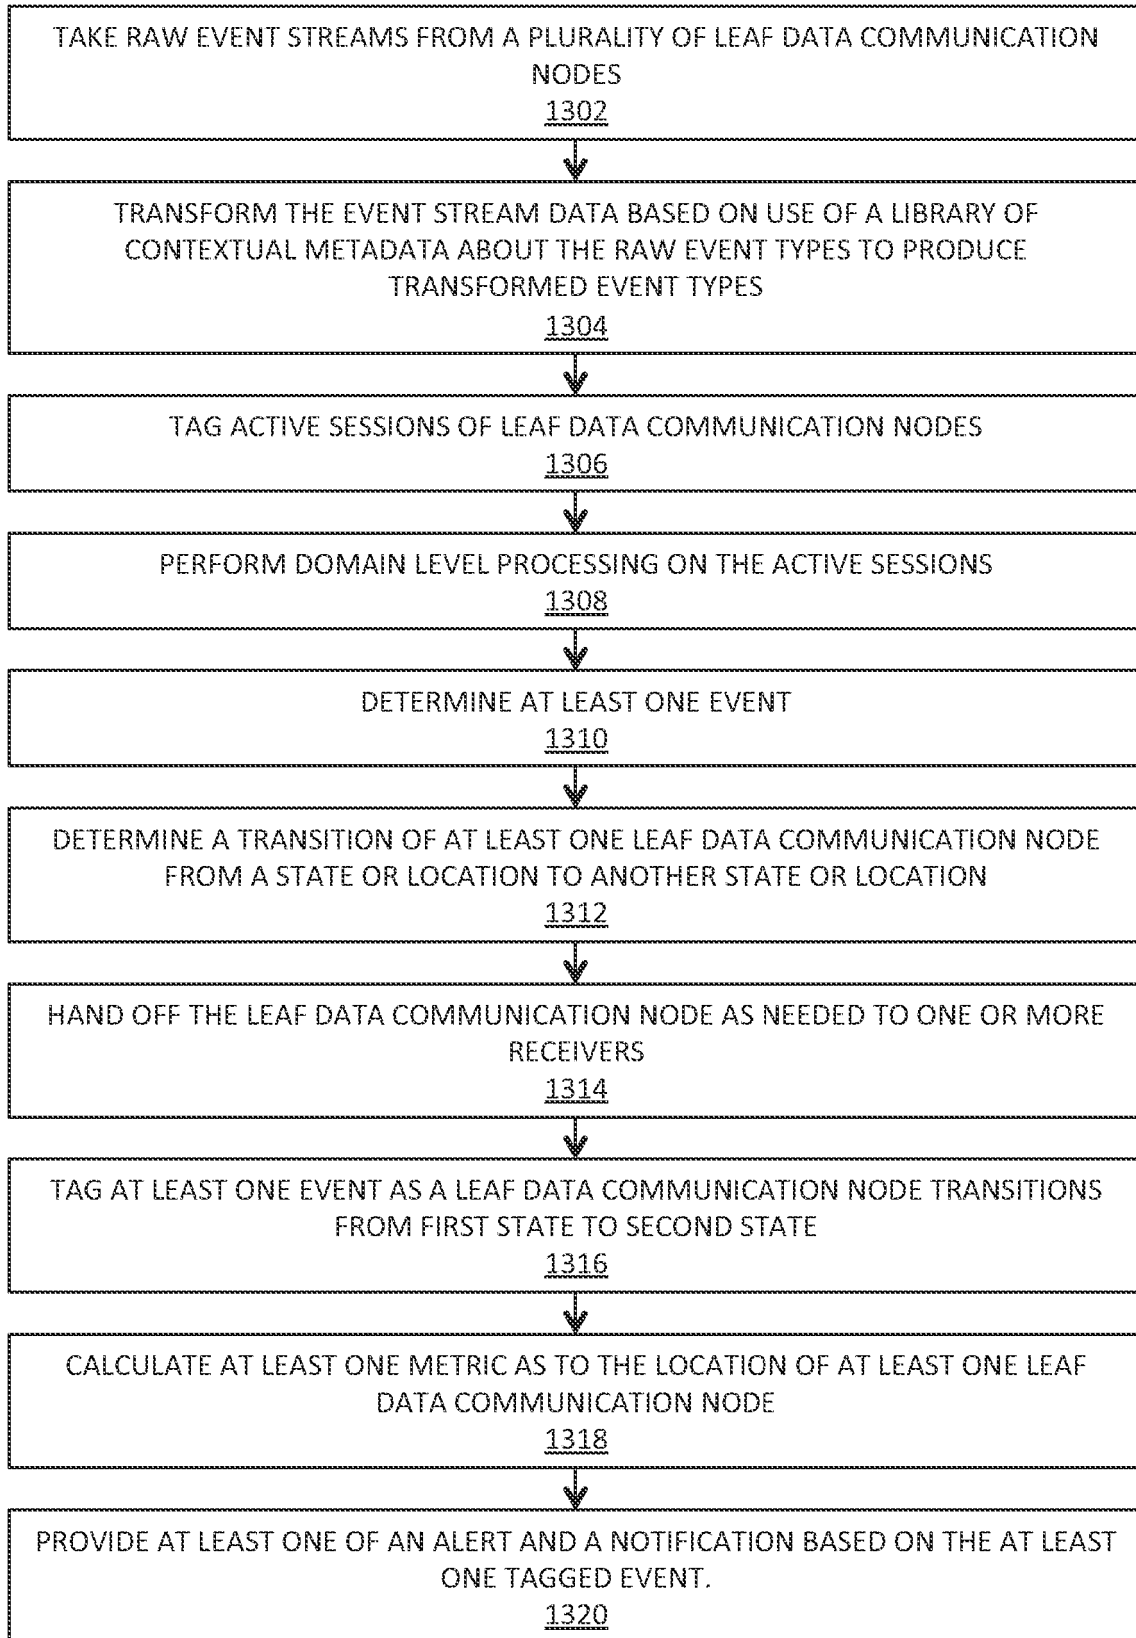 TAKE RAW EVENT STREAMS FROM A PLURALITY OF LEAF DATA COMMUNICATION
NODES
1302
TRANSFORM THE EVENT STREAM DATA BASED ON USE OF A LIBRARY OF
CONTEXTUAL METADATA ABOUT THE RAW EVENT TYPES TO PRODUCE
TRANSFORMED EVENT TYPES
1304
TAG ACTIVE SESSIONS OF LEAF DATA COMMUNICATION NODES
1306
PERFORM DOMAIN LEVEL PROCESSING ON THE ACTIVE SESSIONS
1308
DETERMINE AT LEAST ONE EVENT
1310
DETERMINE A TRANSITION OF AT LEAST ONE LEAF DATA COMMUNICATION NODE
FROM A STATE OR LOCATION TO ANOTHER STATE OR LOCATION
1312
HAND OFF THE LEAF DATA COMMUNICATION NODE AS NEEDED TO ONE OR MORE
RECEIVERS
1314
TAG AT LEAST ONE EVENT AS A LEAF DATA COMMUNICATION NODE TRANSITIONS
FROM FIRST STATE TO SECOND STATE
1316
CALCULATE AT LEAST ONE METRIC AS TO THE LOCATION OF AT LEAST ONE LEAF
DATA COMMUNICATION NODE
1318
PROVIDE AT LEAST ONE OF AN ALERT AND A NOTIFICATION BASED ON THE AT LEAST
ONE TAGGED EVENT.
1320